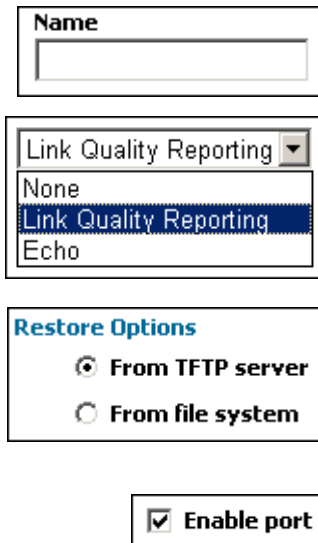 Name
Link Quality Reporting
None
Link Quality Reporting
Echo
Restore Options
From TFTP server
From file system
Enable port